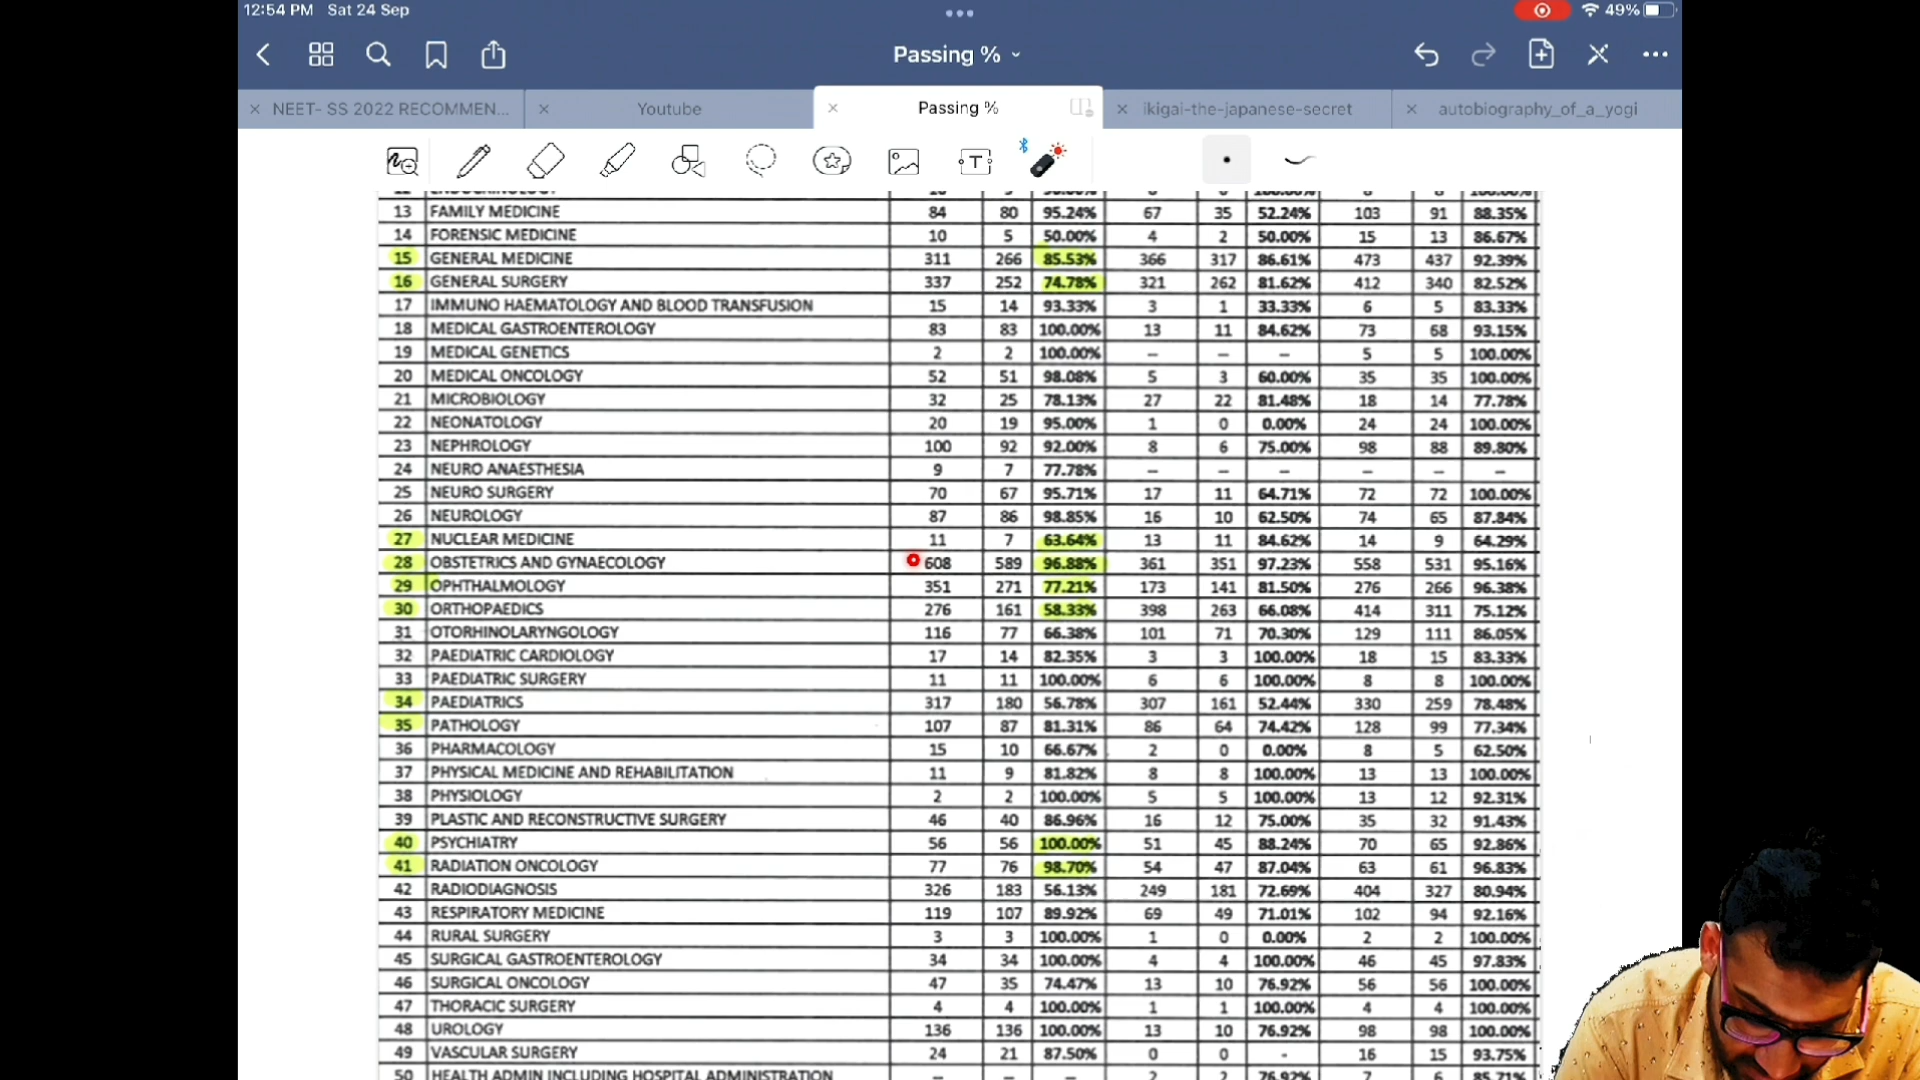 12:54 PM Sat 24 Sep
49%
Passing %
NEET- SS 2022 RECOMMEN...
Youtube
Passing %
ikigai-the-japanese-secret
autobiography_of_a_yogi
T
13 FAMILY MEDICINE 84 80 95.24% 67 35 52.24% 103 91 88.35%
14 FORENSIC MEDICINE 10 5 50.00% 4 2 50.00% 15 13 86.67%
15 GENERAL MEDICINE 311 266 85.53% 366 317 86.61% 473 437 92.39%
16 GENERAL SURGERY 337 252 74.78% 321 262 81.62% 412 340 82.52%
17 IMMUNO HAEMATOLOGY AND BLOOD TRANSFUSION 15 14 93.33% 3 1 33.33% 6 5 83.33%
18 MEDICAL GASTROENTEROLOGY 83 83 100.00% 13 11 84.62% 73 68 93.15%
19 MEDICAL GENETICS 2 2 100.00% – – – 5 5 100.00%
20 MEDICAL ONCOLOGY 52 51 98.08% 5 3 60.00% 35 35 100.00%
21 MICROBIOLOGY 32 25 78.13% 27 22 81.48% 18 14 77.78%
22 NEONATOLOGY 20 19 95.00% 1 0 0.00% 24 24 100.00%
23 NEPHROLOGY 100 92 92.00% 8 6 75.00% 98 88 89.80%
24 NEURO ANAESTHESIA 9 7 77.78% – – – – – –
25 NEURO SURGERY 70 67 95.71% 17 11 64.71% 72 72 100.00%
26 NEUROLOGY 87 86 98.85% 16 10 62.50% 74 65 87.84%
27 NUCLEAR MEDICINE 11 7 63.64% 13 11 84.62% 14 9 64.29%
28 OBSTETRICS AND GYNAECOLOGY 608 589 96.88% 361 351 97.23% 558 531 95.16%
29 OPHTHALMOLOGY 351 271 77.21% 173 141 81.50% 276 266 96.38%
30 ORTHOPAEDICS 276 161 58.33% 398 263 66.08% 414 311 75.12%
31 OTORHINOLARYNGOLOGY 116 77 66.38% 101 71 70.30% 129 111 86.05%
32 PAEDIATRIC CARDIOLOGY 17 14 82.35% 3 3 100.00% 18 15 83.33%
33 PAEDIATRIC SURGERY 11 11 100.00% 6 6 100.00% 8 8 100.00%
34 PAEDIATRICS 317 180 56.78% 307 161 52.44% 330 259 78.48%
35 PATHOLOGY 107 87 81.31% 86 64 74.42% 128 99 77.34%
36 PHARMACOLOGY 15 10 66.67% 2 0 0.00% 8 5 62.50%
37 PHYSICAL MEDICINE AND REHABILITATION 11 9 81.82% 8 8 100.00% 13 13 100.00%
38 PHYSIOLOGY 2 2 100.00% 5 5 100.00% 13 12 92.31%
39 PLASTIC AND RECONSTRUCTIVE SURGERY 46 40 86.96% 16 12 75.00% 35 32 91.43%
40 PSYCHIATRY 56 56 100.00% 51 45 88.24% 70 65 92.86%
41 RADIATION ONCOLOGY 77 76 98.70% 54 47 87.04% 63 61 96.83%
42 RADIODIAGNOSIS 326 183 56.13% 249 181 72.69% 404 327 80.94%
43 RESPIRATORY MEDICINE 119 107 89.92% 69 49 71.01% 102 94 92.16%
44 RURAL SURGERY 3 3 100.00% 1 0 0.00% 2 2 100.00%
45 SURGICAL GASTROENTEROLOGY 34 34 100.00% 4 4 100.00% 46 45 97.83%
46 SURGICAL ONCOLOGY 47 35 74.47% 13 10 76.92% 56 56 100.00%
47 THORACIC SURGERY 4 4 100.00% 1 1 100.00% 4 4 100.00%
48 UROLOGY 136 136 100.00% 13 10 76.92% 98 98 100.00%
49 VASCULAR SURGERY 24 21 87.50% 0 0 - 16 15 93.75%
50 HEALTH ADMIN INCLUDING HOSPITAL ADMINISTRATION – – – 2 2 76.92% 7 6 85.71%